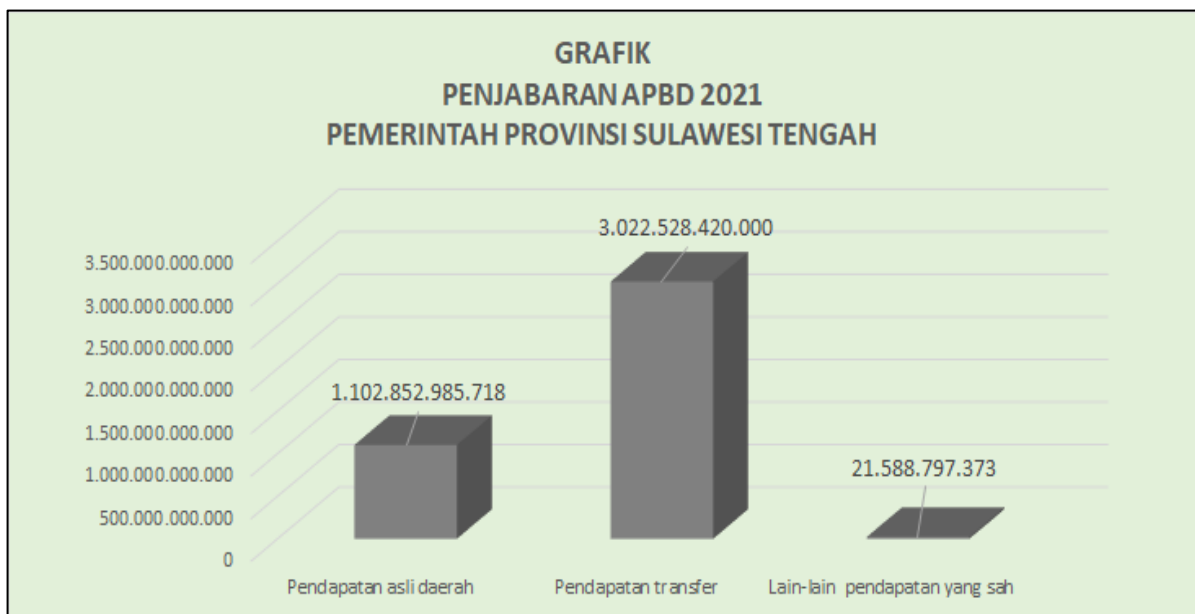 GRAFIK
PENJABARAN APBD 2021
PEMERINTAH PROVINSI SULAWESI TENGAH
3.500.000.000.000
3.000.000.000.000
2.500.000.000.000
2.000.000.000.000
1.500.000.000.000
1.000.000.000.000
500.000.000.000
0
1.102.852.985.718
3.022.528.420.000
21.588.797.373
Pendapatan asli daerah
Pendapatan transfer
Lain-lain pendapatan yang sah